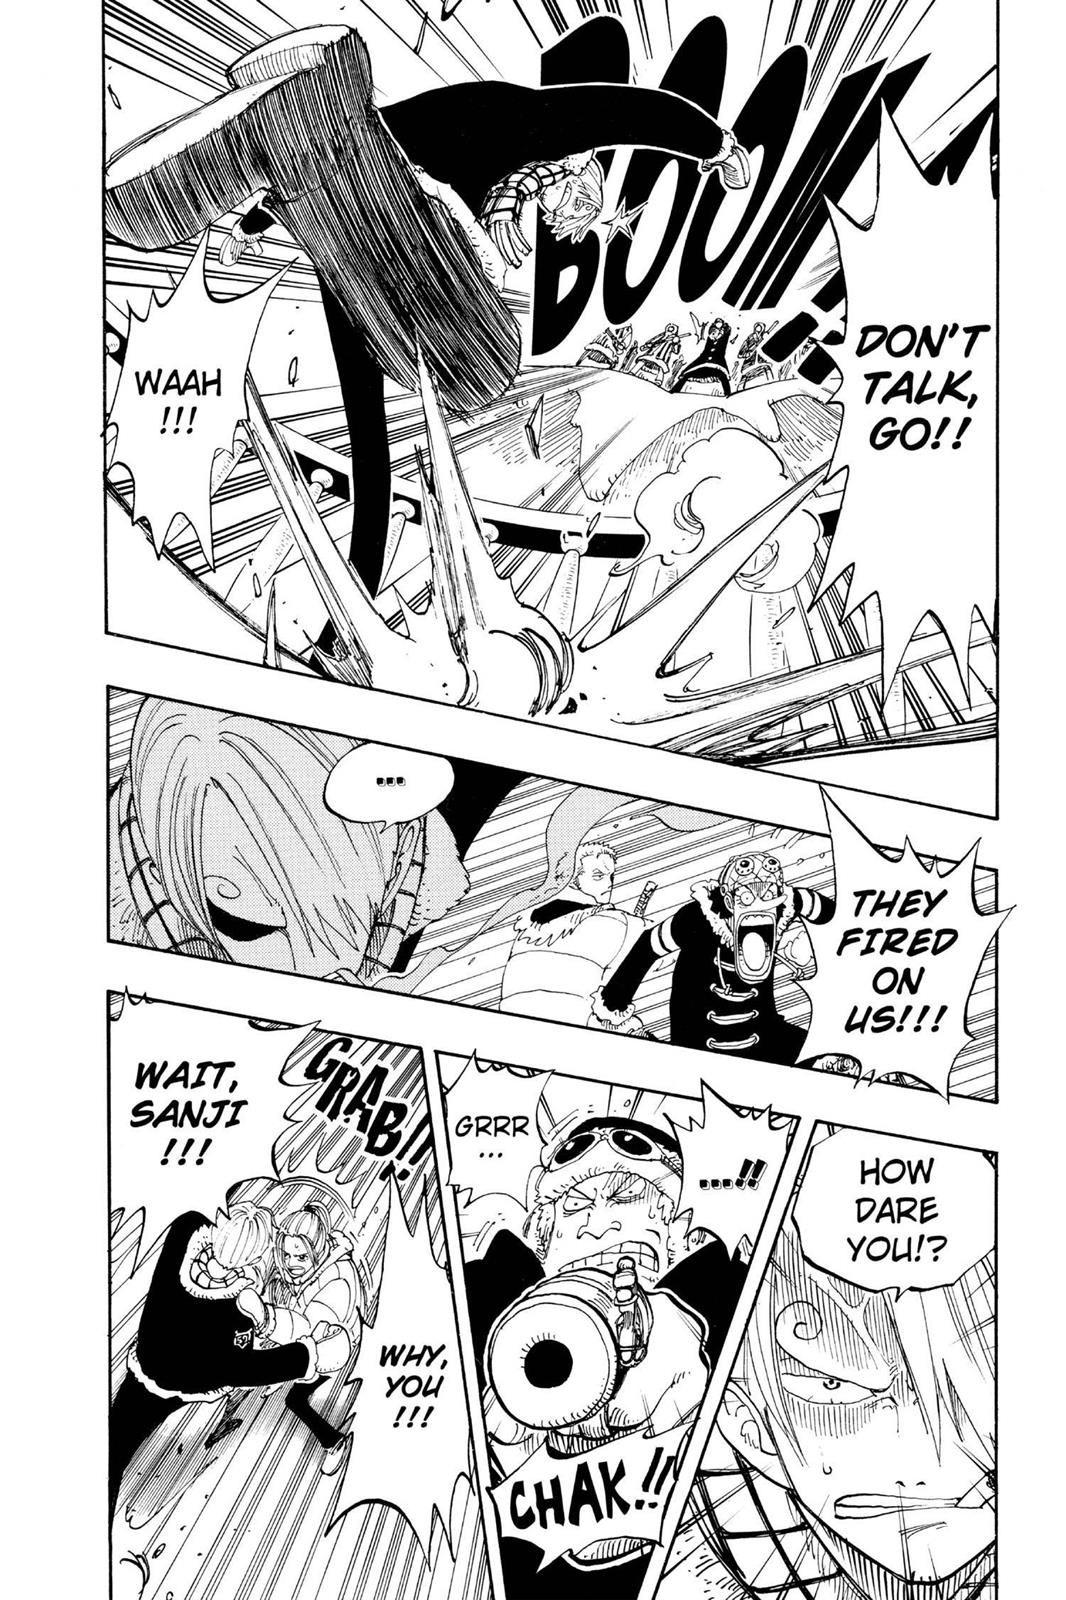 DON'T
TALK,
GO!!
BOOM!!
WAAH
!!!
THEY
FIRED
ON
US!!!
...
HOW
DARE
YOU!?
....!!
GRRR
...
CHAK!!
GRAB!!
WAIT,
SANJI
!!!
WHY,
YOU
!!!